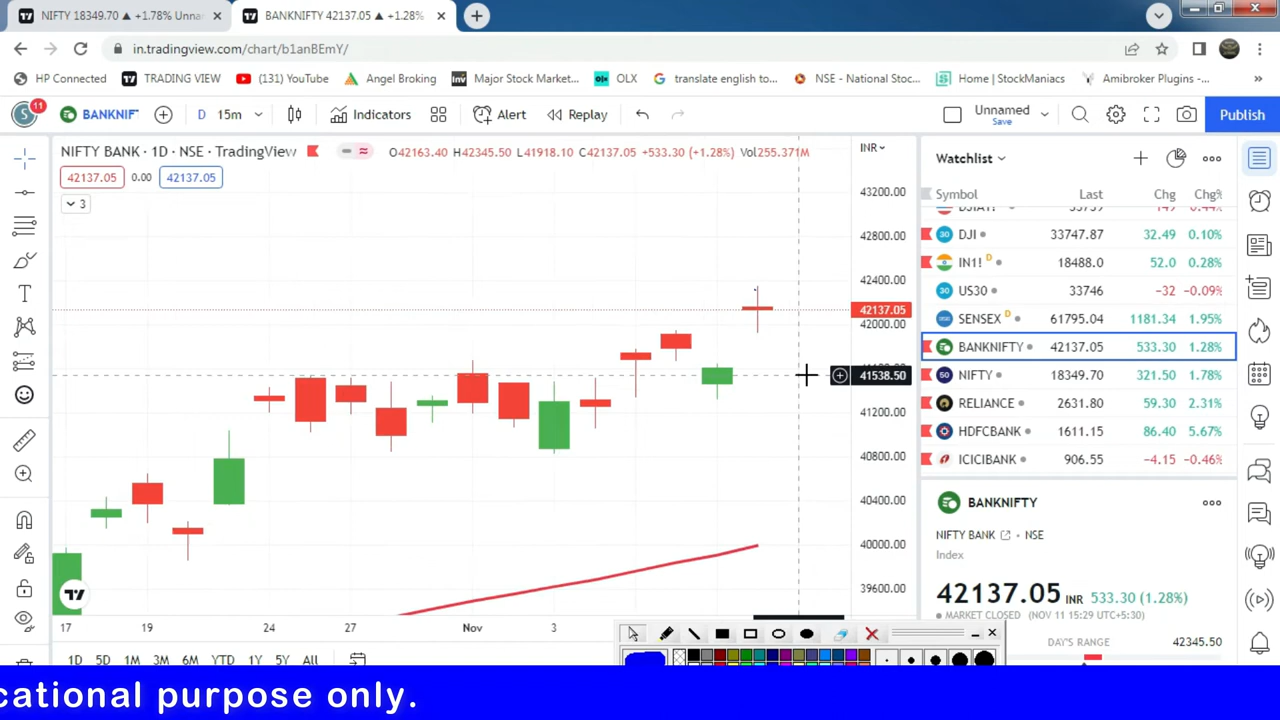 NIFTY 18349.70 ▲ +1.78% Unna
BANKNIFTY 42137.05 ▲ +1.28%
in.tradingview.com/chart/b1anBEmY/
HP Connected
TRADING VIEW
(131) YouTube
Angel Broking
Major Stock Market...
OLX
translate english to...
NSE - National Stoc...
Home | StockManiacs
Amibroker Plugins -...
S
11
BANKNIF
D
15m
Indicators
Alert
Replay
Unnamed
Save
Publish
NIFTY BANK · 1D · NSE · TradingView
O42163.40 H42345.50 L41918.10 C42137.05 +533.30 (+1.28%) Vol255.371M
42137.05 0.00 42137.05
3
INR
43200.00
42800.00
42400.00
42137.05
42000.00
41538.50
41200.00
40800.00
40400.00
40000.00
39600.00
17 19 24 27 Nov 3
1D 5D 1M 3M 6M YTD 1Y 5Y All
Watchlist
Symbol Last Chg Chg%
DJI 33747.87 32.49 0.10%
IN1! D 18488.0 52.0 0.28%
US30 33746 -32 -0.09%
SENSEX D 61795.04 1181.34 1.95%
BANKNIFTY 42137.05 533.30 1.28%
NIFTY 18349.70 321.50 1.78%
RELIANCE 2631.80 59.30 2.31%
HDFCBANK 1611.15 86.40 5.67%
ICICIBANK 906.55 -4.15 -0.46%
BANKNIFTY
NIFTY BANK · NSE
Index
42137.05 INR 533.30 (1.28%)
MARKET CLOSED (NOV 11 15:29 UTC+5:30)
DAY'S RANGE 42345.50
cational purpose only.